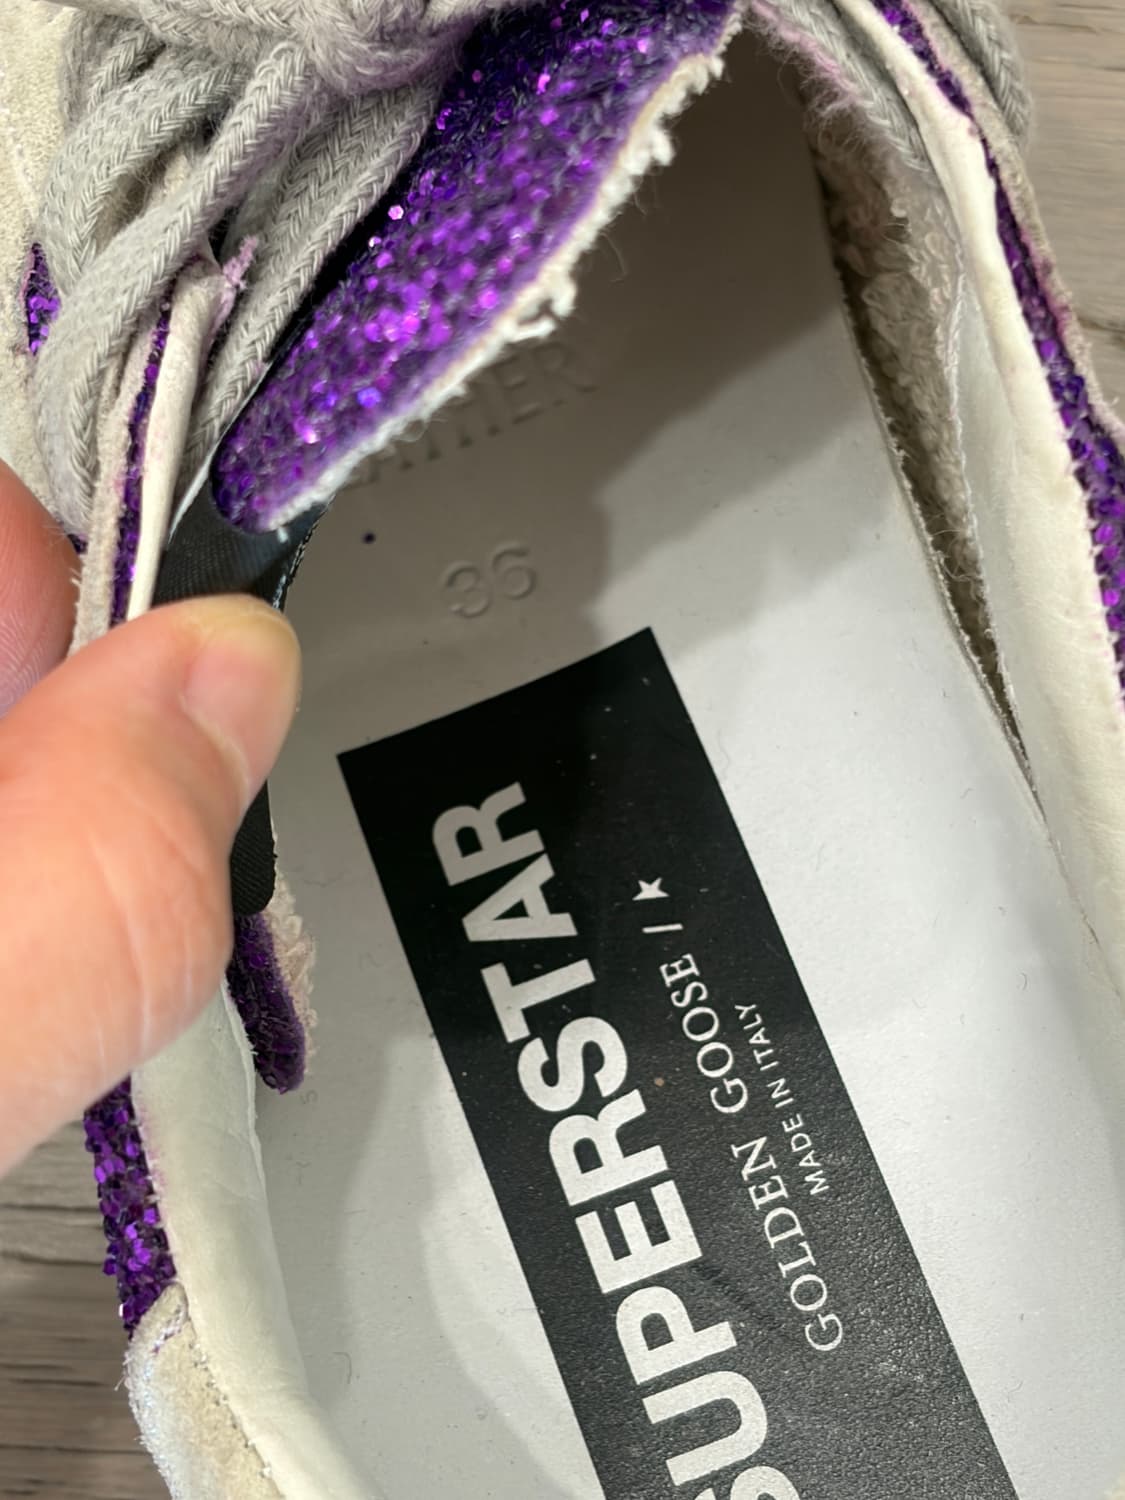 36
SUPERSTAR
GOLDEN GOOSE /★
MADE IN ITALY